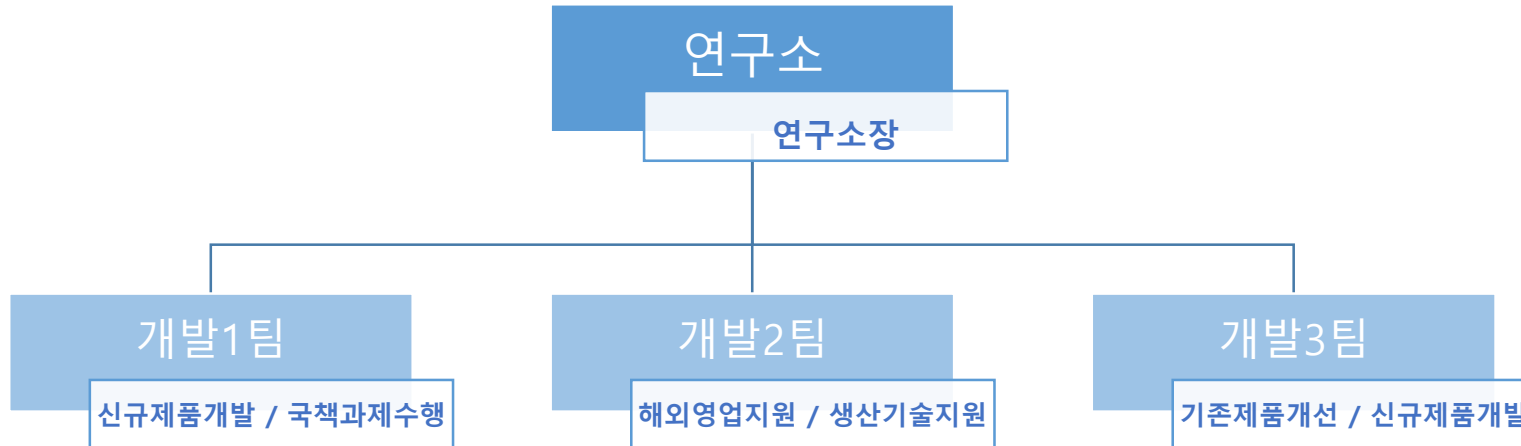 연구소
연구소장
개발1팀
개발2팀
개발3팀
신규제품개발 / 국책과제수행
해외영업지원 / 생산기술지원
기존제품개선 / 신규제품개발